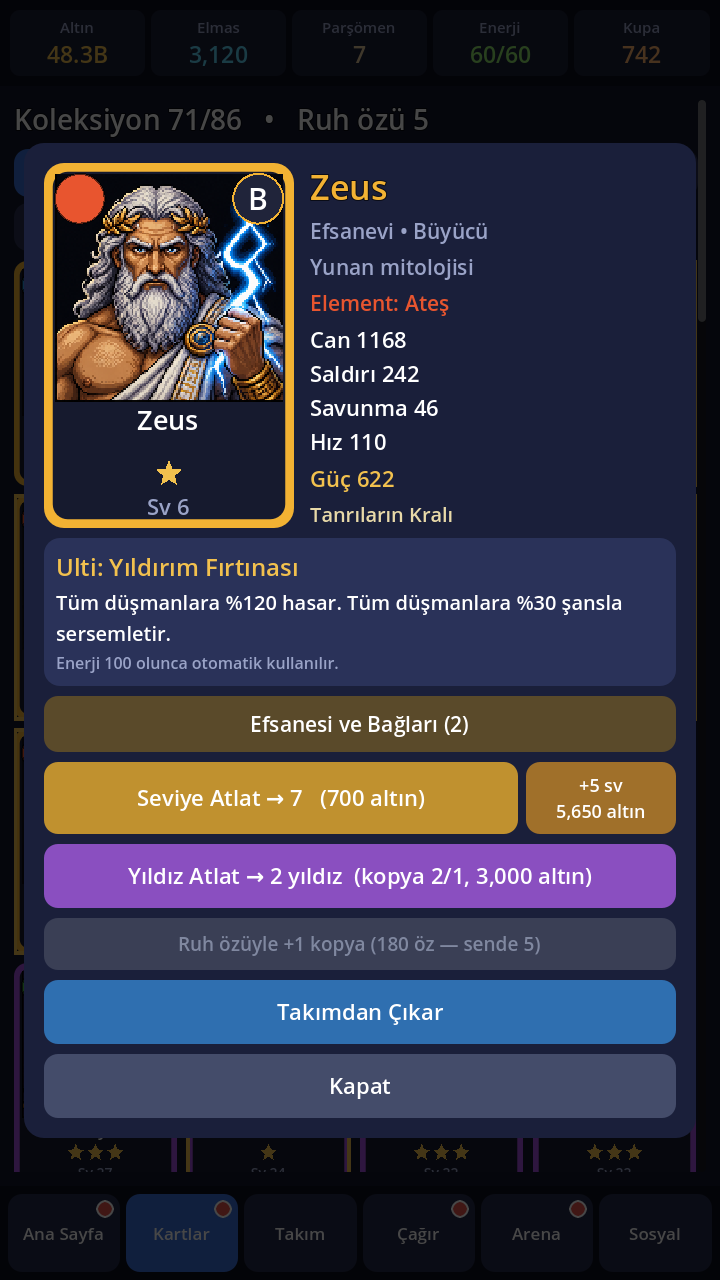 Altın
Elmas
Parşömen
Enerji
Kupa
48.3B
3,120
7
60/60
742
Koleksiyon 71/86 • Ruh özü 5
B
Zeus
Sv 6
Zeus
Efsanevi • Büyücü
Yunan mitolojisi
Element: Ateş
Can 1168
Saldırı 242
Savunma 46
Hız 110
Güç 622
Tanrıların Kralı
Ulti: Yıldırım Fırtınası
Tüm düşmanlara %120 hasar. Tüm düşmanlara %30 şansla
sersemletir.
Enerji 100 olunca otomatik kullanılır.
Efsanesi ve Bağları (2)
Seviye Atlat → 7 (700 altın)
+5 sv
5,650 altın
Yıldız Atlat → 2 yıldız (kopya 2/1, 3,000 altın)
Ruh özüyle +1 kopya (180 öz — sende 5)
Takımdan Çıkar
Kapat
Ana Sayfa
Kartlar
Takım
Çağır
Arena
Sosyal